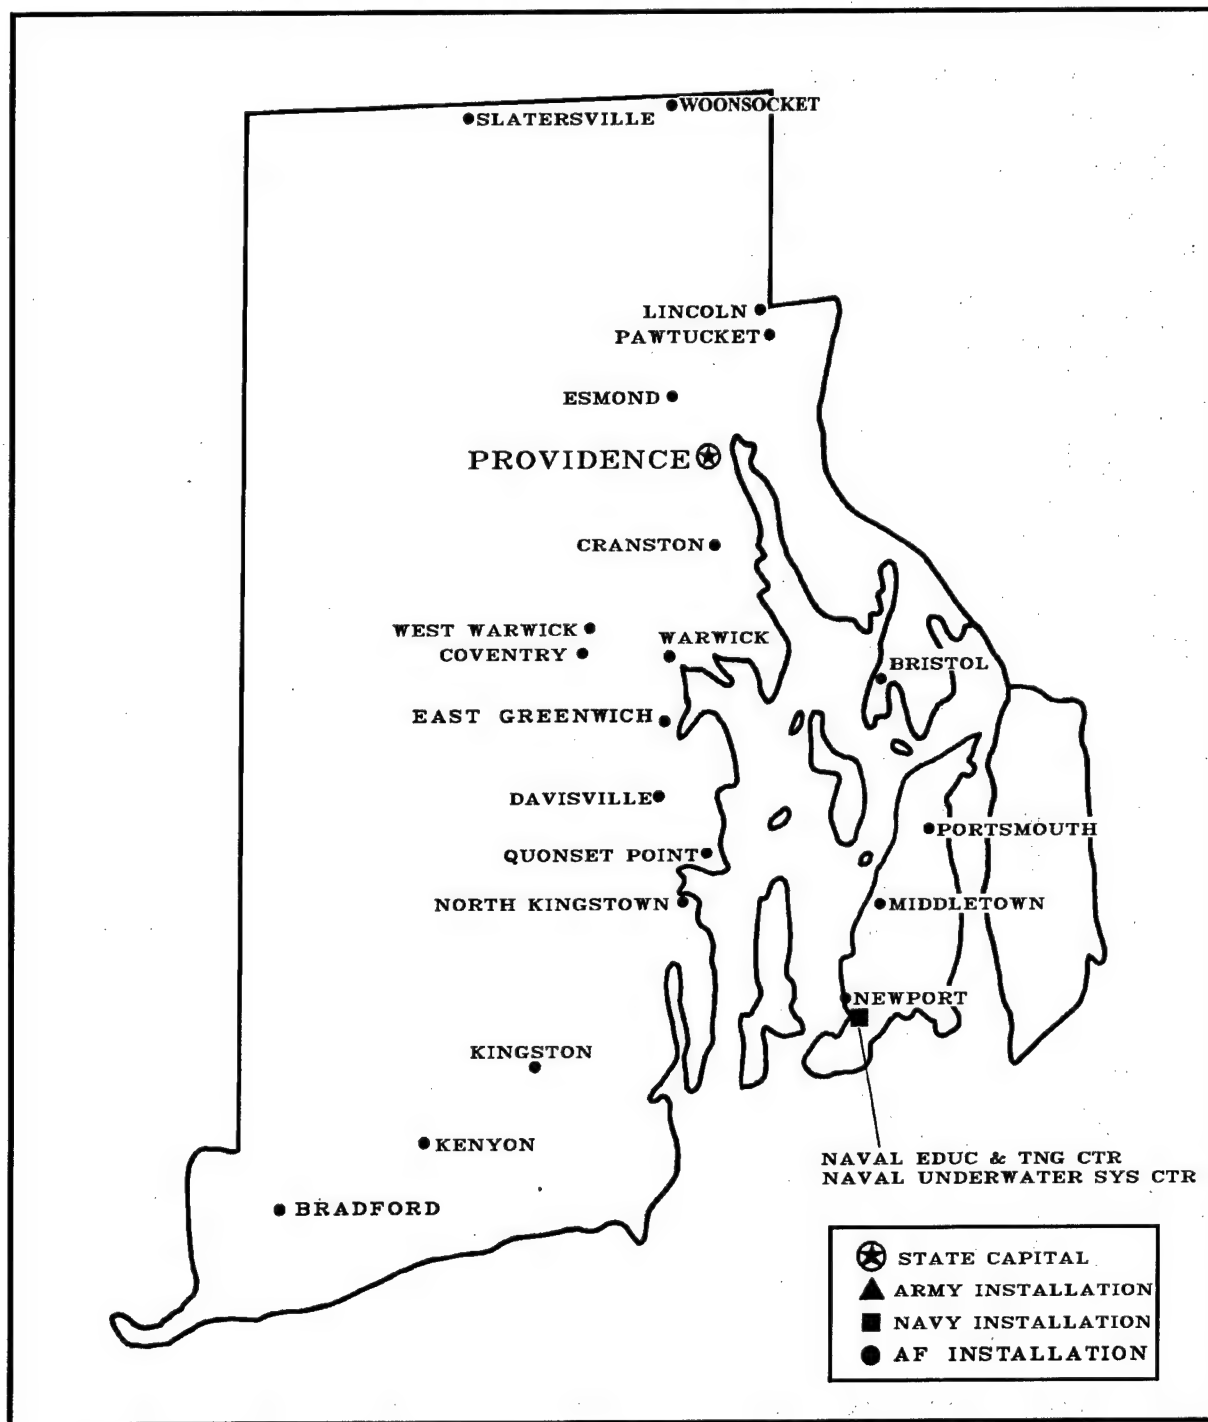 WOONSOCKET
SLATERSVILLE
LINCOLN
PAWTUCKET
ESMOND
PROVIDENCE
CRANSTON
WEST WARWICK
WARWICK
COVENTRY
BRISTOL
EAST GREENWICH
DAVISVILLE
PORTSMOUTH
QUONSET POINT
NORTH KINGSTOWN
MIDDLETOWN
NEWPORT
KINGSTON
KENYON
NAVAL EDUC & TNG CTR
NAVAL UNDERWATER SYS CTR
BRADFORD
STATE CAPITAL
ARMY INSTALLATION
NAVY INSTALLATION
AF INSTALLATION